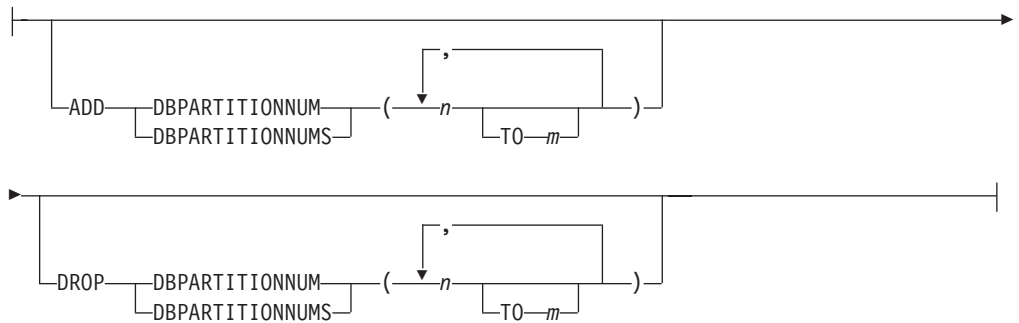 ,
ADD DBPARTITIONNUM ( n )
DBPARTITIONNUMS TO m
,
DROP DBPARTITIONNUM ( n )
DBPARTITIONNUMS TO m